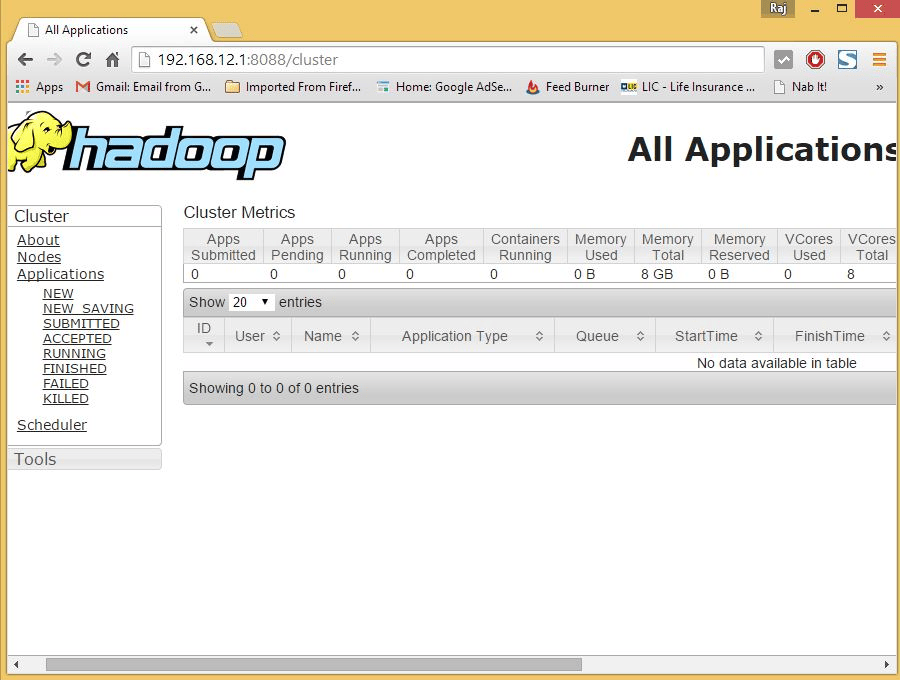 Raj
All Applications
192.168.12.1:8088/cluster
Apps Gmail: Email from G... Imported From Firef... Home: Google AdSe... Feed Burner LIC - Life Insurance ... Nab It! »
hadoop
All Applications
Cluster
About
Nodes
Applications
NEW
NEW_SAVING
SUBMITTED
ACCEPTED
RUNNING
FINISHED
FAILED
KILLED
Scheduler
Tools
Cluster Metrics
Apps Submitted Apps Pending Apps Running Apps Completed Containers Running Memory Used Memory Total Memory Reserved VCores Used VCores Total
0 0 0 0 0 0 B 8 GB 0 B 0 8
Show 20 entries
ID User Name Application Type Queue StartTime FinishTime
No data available in table
Showing 0 to 0 of 0 entries